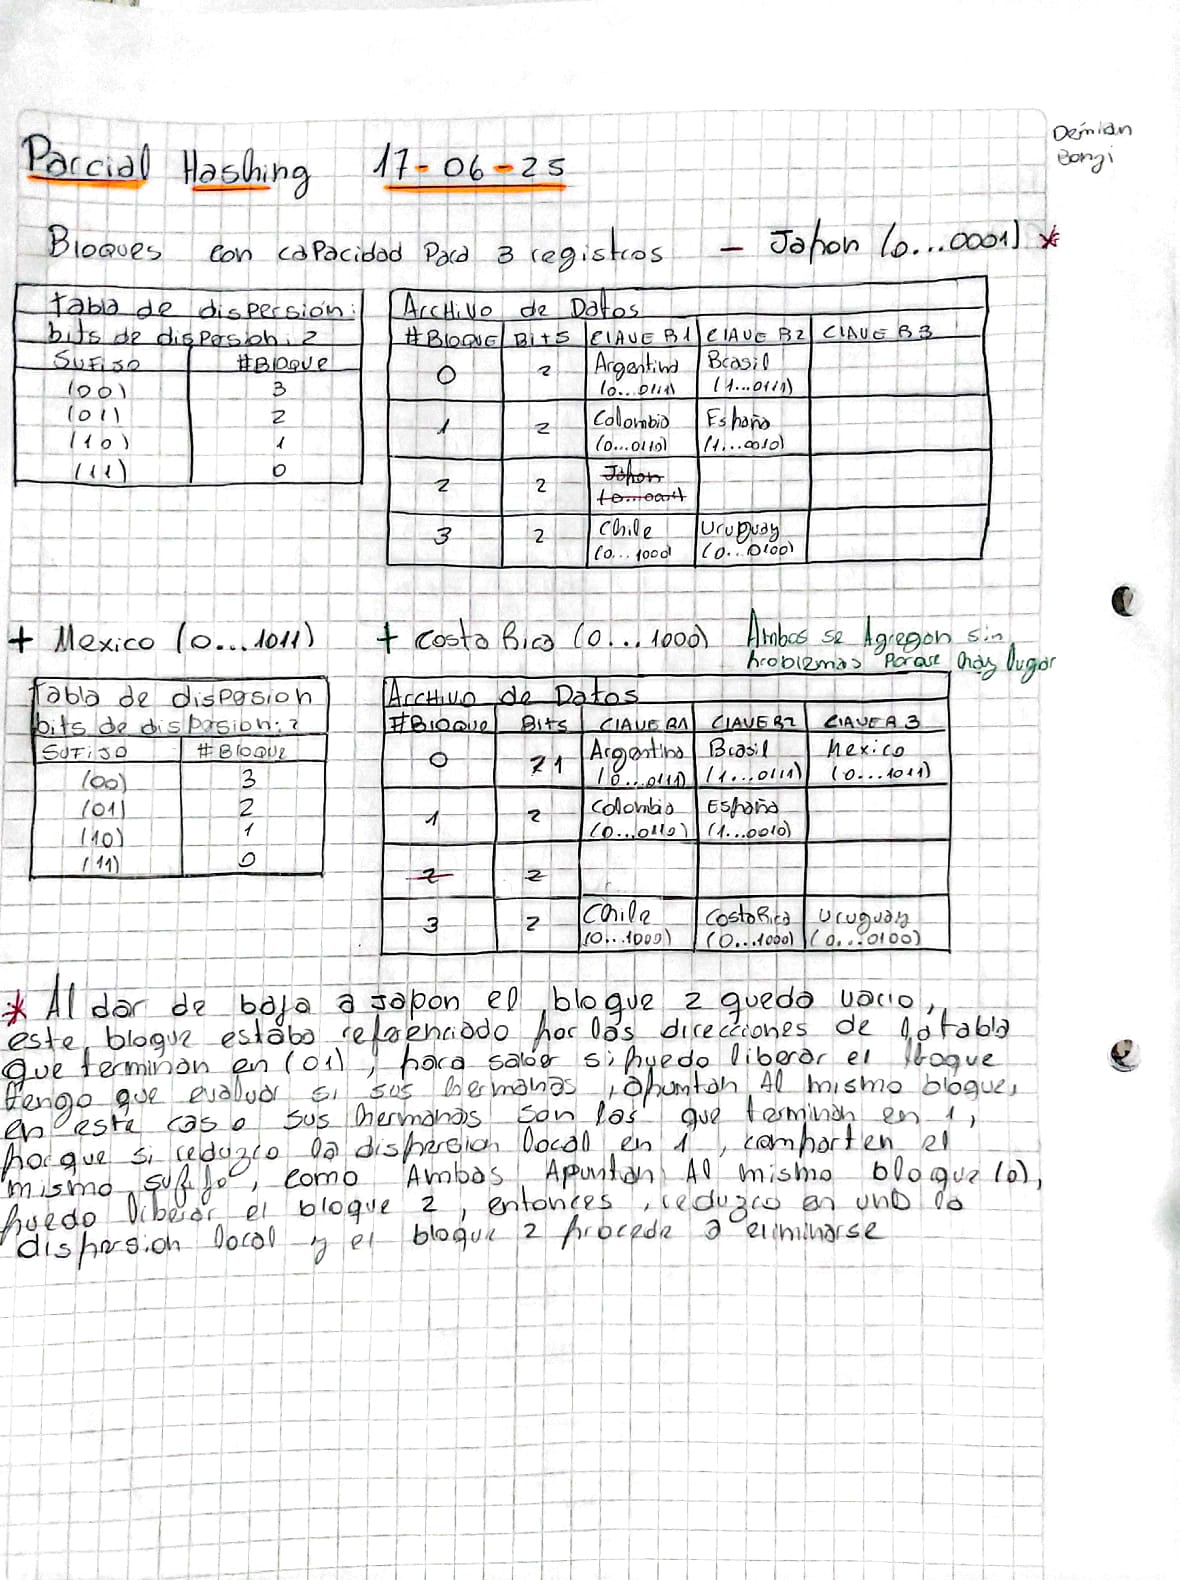 Demian
Bongi
Parcial Hashing 17-06-25
Bloques con capacidad para 3 registros - Japon (0...0001) *
tabla de dispersión:
bits de dispersión: 2
Sufijo #Bloque
(00) 3
(01) 2
(10) 1
(11) 0
Archivo de Datos
#Bloque Bits CLAVE B1 CLAVE B2 CLAVE B3
0 2 Argentina (0...0111) Brasil (1...0111)
1 2 Colombia (0...0110) España (1...0010)
2 2 Japon (0...0001)
3 2 Chile (0...1000) Uruguay (0...0100)
+ Mexico (0...1011) + Costa Rica (0...1000) Ambos se Agregan sin
problemas porque hay lugar
Tabla de dispersion
bits de dispersion: 2
Sufijo #Bloque
(00) 3
(01) 2
(10) 1
(11) 0
Archivo de Datos
#Bloque Bits CLAVE B1 CLAVE B2 CLAVE B3
0 2 1 Argentina (0...0111) Brasil (1...0111) Mexico (0...1011)
1 2 Colombia (0...0110) España (1...0010)
2 2
3 2 Chile (0...1000) Costa Rica (0...1000) Uruguay (0...0100)
* Al dar de baja a Japon el bloque 2 queda vacio,
este bloque estaba referenciado por las direcciones de la tabla
que terminan en (01), para saber si puedo liberar el bloque
tengo que evaluar si sus hermanas, apuntan Al mismo bloque,
en este caso sus hermanas son las que terminan en 1,
porque si reduzco la dispersion local en 1, comparten el
mismo sufijo, como Ambas Apuntan Al mismo bloque (0),
puedo liberar el bloque 2, entonces, reduzco en uno la
dispersion local y el bloque 2 procede a eliminarse